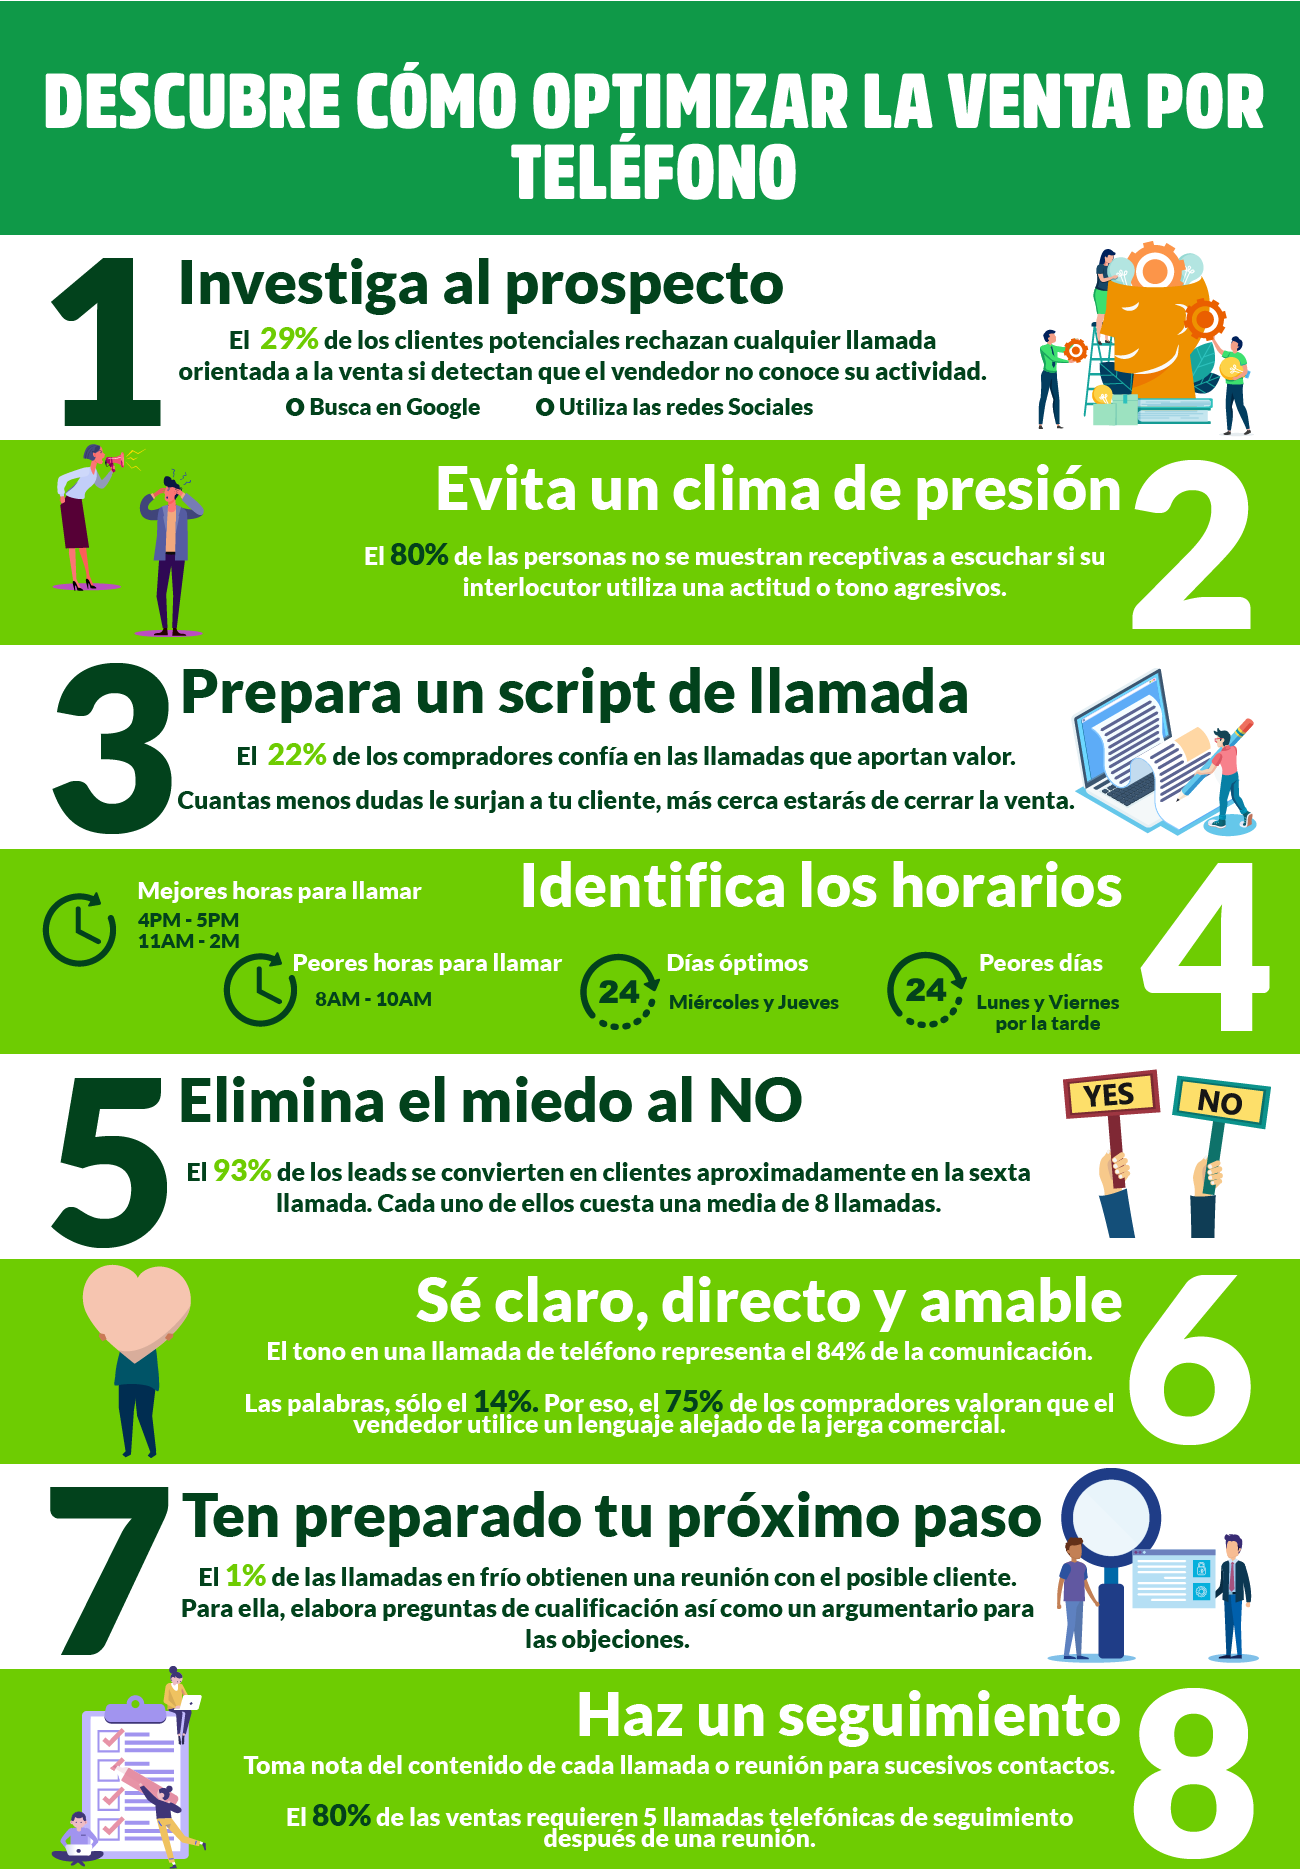 DESCUBRE CÓMO OPTIMIZAR LA VENTA POR
TELÉFONO
1
Investiga al prospecto
El 29% de los clientes potenciales rechazan cualquier llamada
orientada a la venta si detectan que el vendedor no conoce su actividad.
O Busca en Google
O Utiliza las redes Sociales
2
Evita un clima de presión
El 80% de las personas no se muestran receptivas a escuchar si su
interlocutor utiliza una actitud o tono agresivos.
3
Prepara un script de llamada
El 22% de los compradores confía en las llamadas que aportan valor.
Cuantas menos dudas le surjan a tu cliente, más cerca estarás de cerrar la venta.
4
Identifica los horarios
Mejores horas para llamar
4PM - 5PM
11AM - 2M
Peores horas para llamar
8AM - 10AM
24
Días óptimos
Miércoles y Jueves
24
Peores días
Lunes y Viernes
por la tarde
5
Elimina el miedo al NO
El 93% de los leads se convierten en clientes aproximadamente en la sexta
llamada. Cada uno de ellos cuesta una media de 8 llamadas.
YES
NO
6
Sé claro, directo y amable
El tono en una llamada de teléfono representa el 84% de la comunicación.
Las palabras, sólo el 14%. Por eso, el 75% de los compradores valoran que el
vendedor utilice un lenguaje alejado de la jerga comercial.
7
Ten preparado tu próximo paso
El 1% de las llamadas en frío obtienen una reunión con el posible cliente.
Para ella, elabora preguntas de cualificación así como un argumentario para
las objeciones.
8
Haz un seguimiento
Toma nota del contenido de cada llamada o reunión para sucesivos contactos.
El 80% de las ventas requieren 5 llamadas telefónicas de seguimiento
después de una reunión.